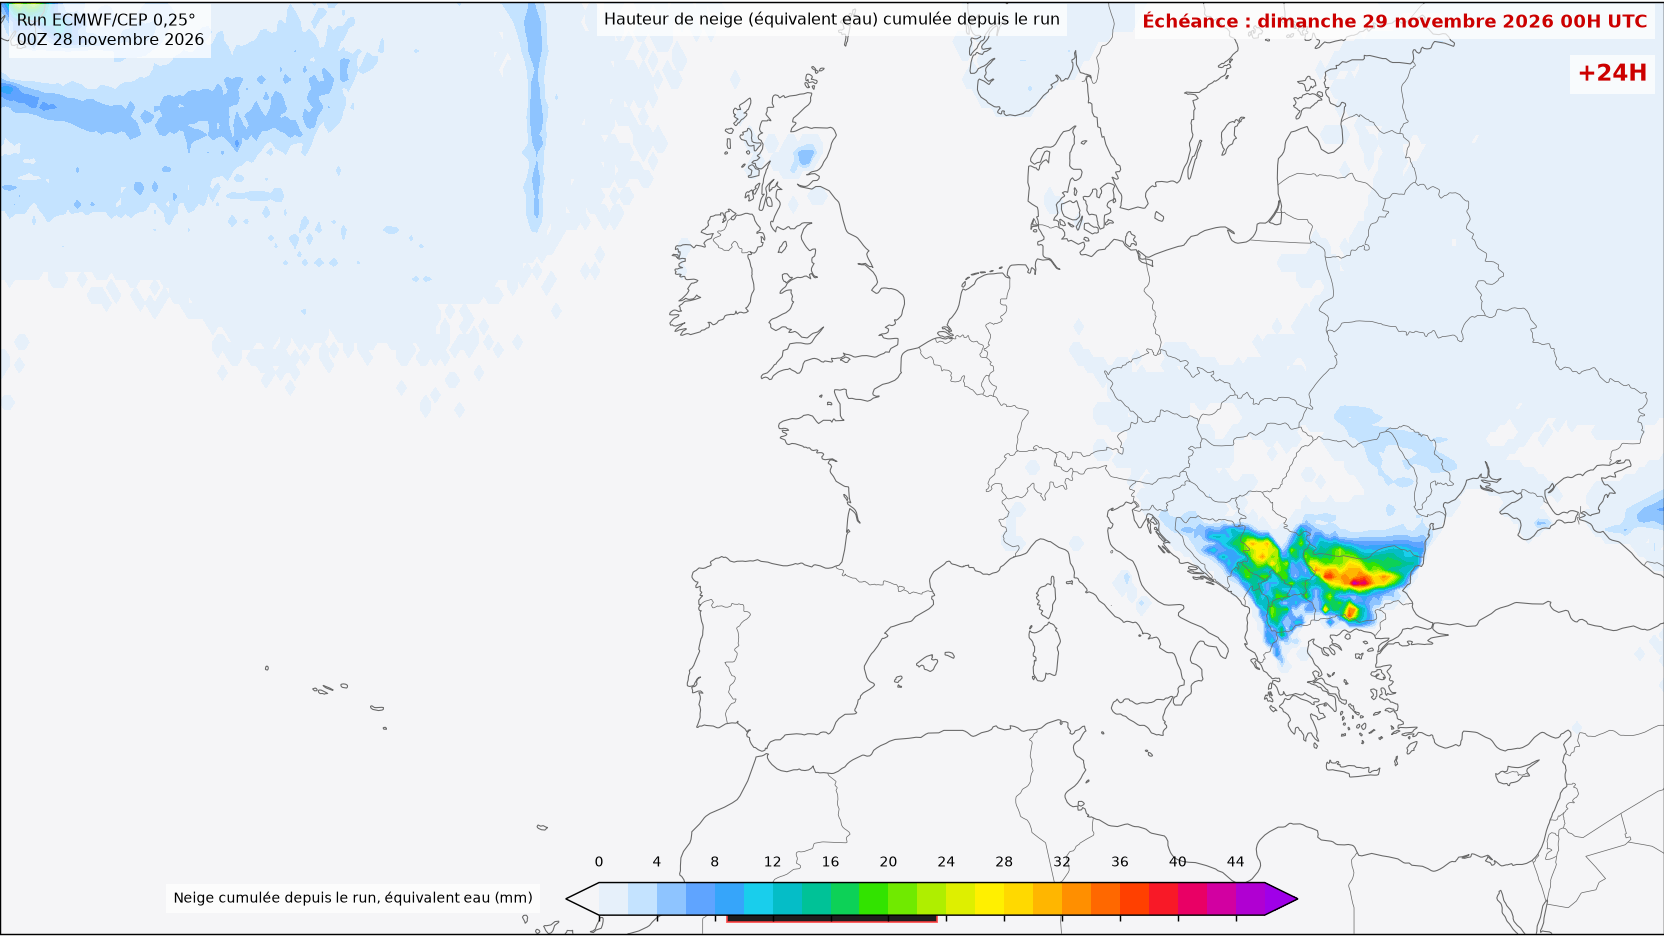 Run ECMWF/CEP 0,25°
00Z 28 novembre 2026
Hauteur de neige (équivalent eau) cumulée depuis le run
Échéance : dimanche 29 novembre 2026 00H UTC
+24H
0 4 8 12 16 20 24 28 32 36 40 44
Neige cumulée depuis le run, équivalent eau (mm)